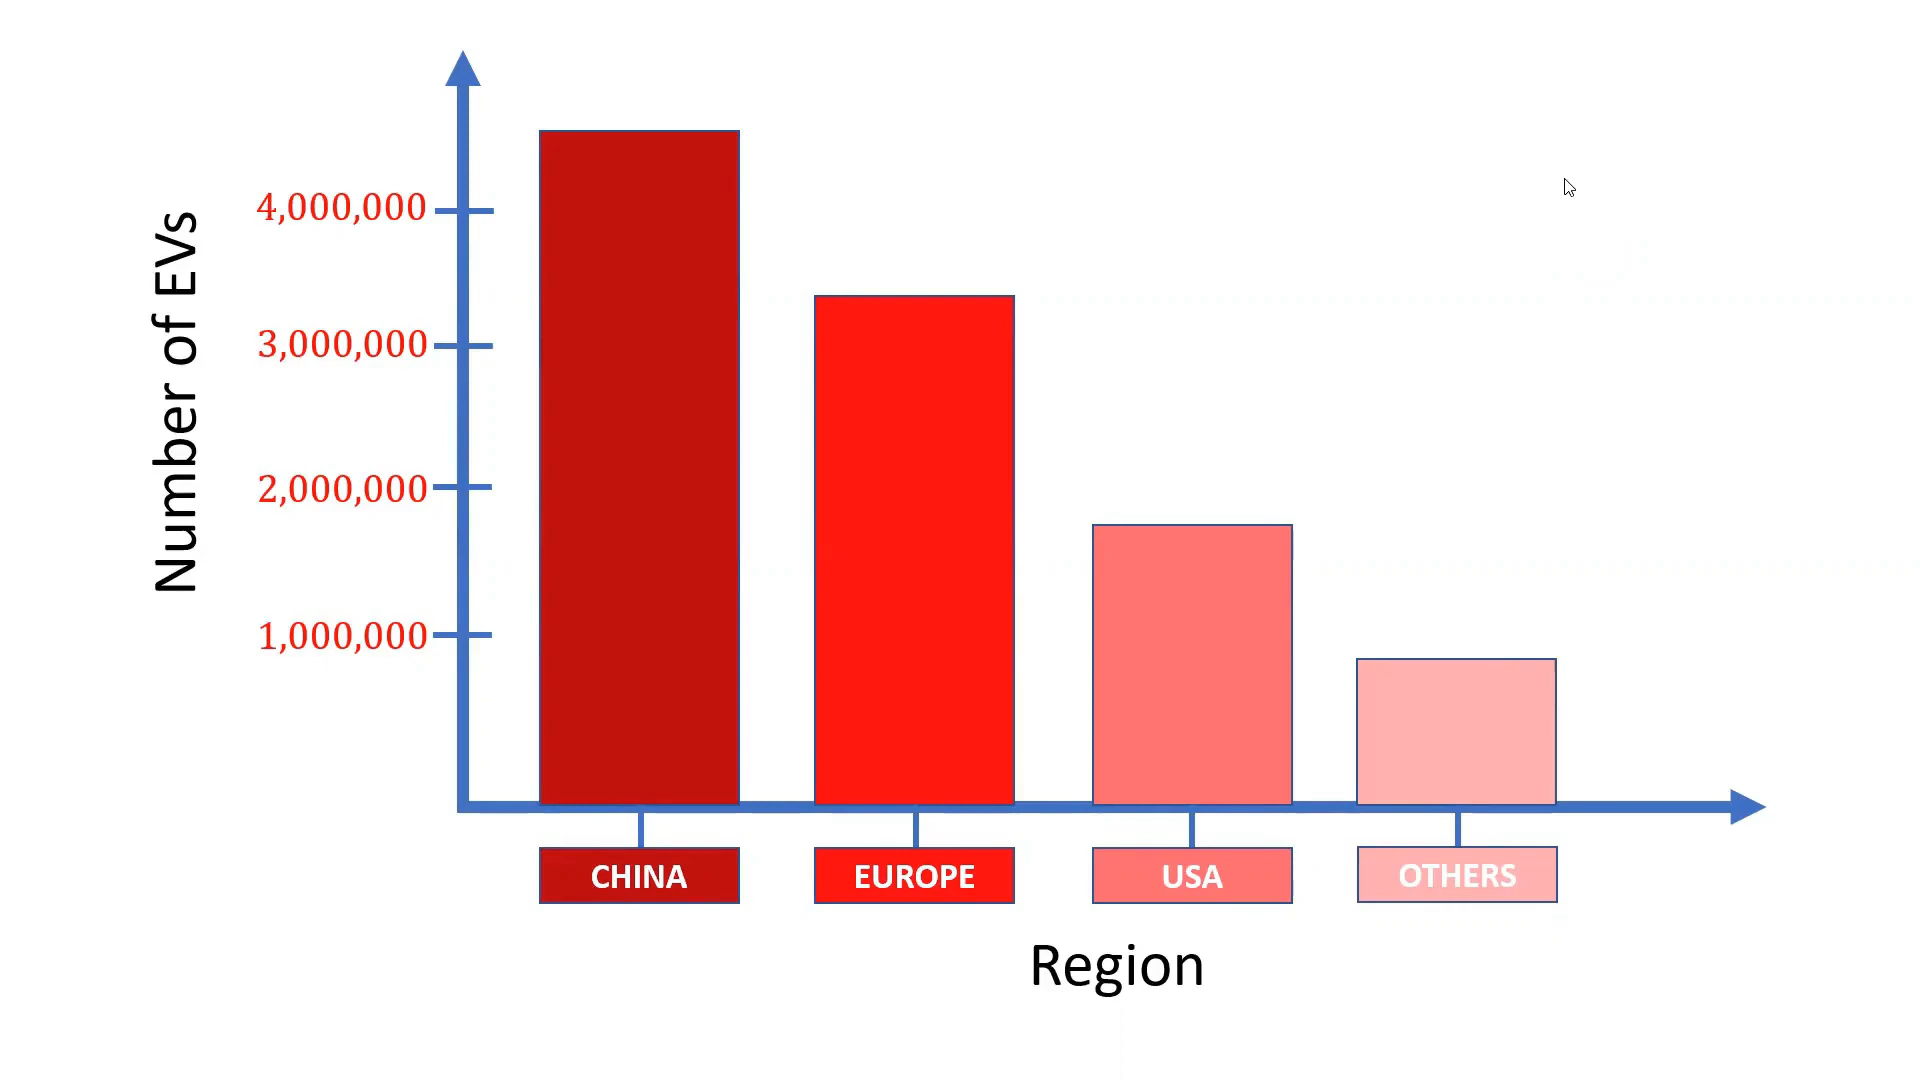 Number of EVs
4,000,000
3,000,000
2,000,000
1,000,000
CHINA
EUROPE
USA
OTHERS
Region